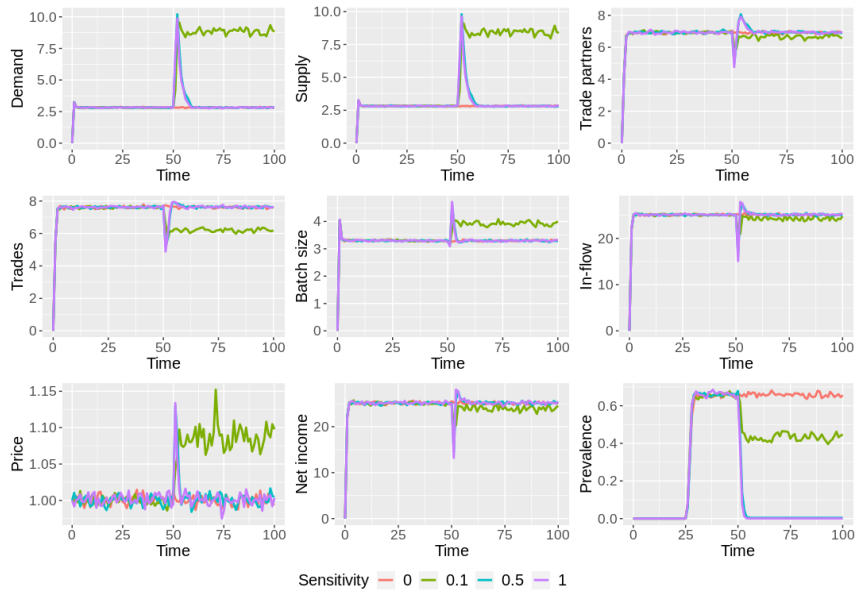 Demand
10.0
7.5
5.0
2.5
0.0
0 25 50 75 100
Time
Supply
10.0
7.5
5.0
2.5
0.0
0 25 50 75 100
Time
Trade partners
8
6
4
2
0
0 25 50 75 100
Time
Trades
8
6
4
2
0
0 25 50 75 100
Time
Batch size
4
3
2
1
0
0 25 50 75 100
Time
In-flow
20
10
0
0 25 50 75 100
Time
Price
1.15
1.10
1.05
1.00
0 25 50 75 100
Time
Net income
20
10
0
0 25 50 75 100
Time
Prevalence
0.6
0.4
0.2
0.0
0 25 50 75 100
Time
Sensitivity 0 0.1 0.5 1